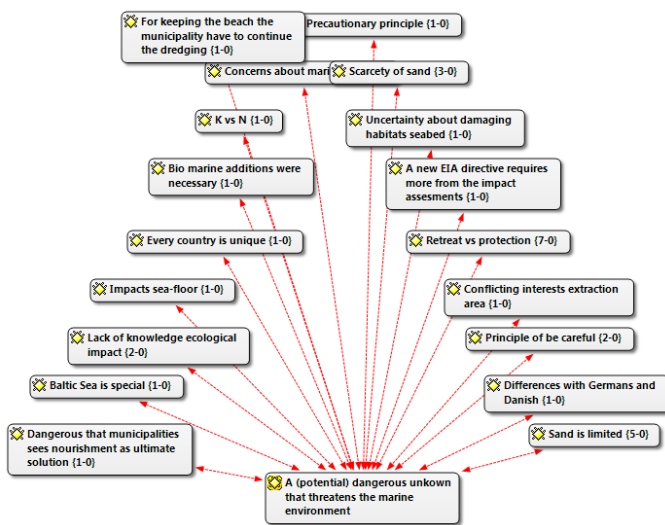 For keeping the beach the
municipality have to continue
the dredging {1-0}
Precautionary principle {1-0}
Concerns about mari
Scarcety of sand {3-0}
K vs N {1-0}
Uncertainty about damaging
habitats seabed {1-0}
Bio marine additions were
necessary {1-0}
A new EIA directive requires
more from the impact
assesments {1-0}
Every country is unique {1-0}
Retreat vs protection {7-0}
Impacts sea-floor {1-0}
Conflicting interests extraction
area {1-0}
Lack of knowledge ecological
impact {2-0}
Principle of be careful {2-0}
Baltic Sea is special {1-0}
Differences with Germans and
Danish {1-0}
Dangerous that municipalities
sees nourishment as ultimate
solution {1-0}
Sand is limited {5-0}
A (potential) dangerous unkown
that threatens the marine
environment